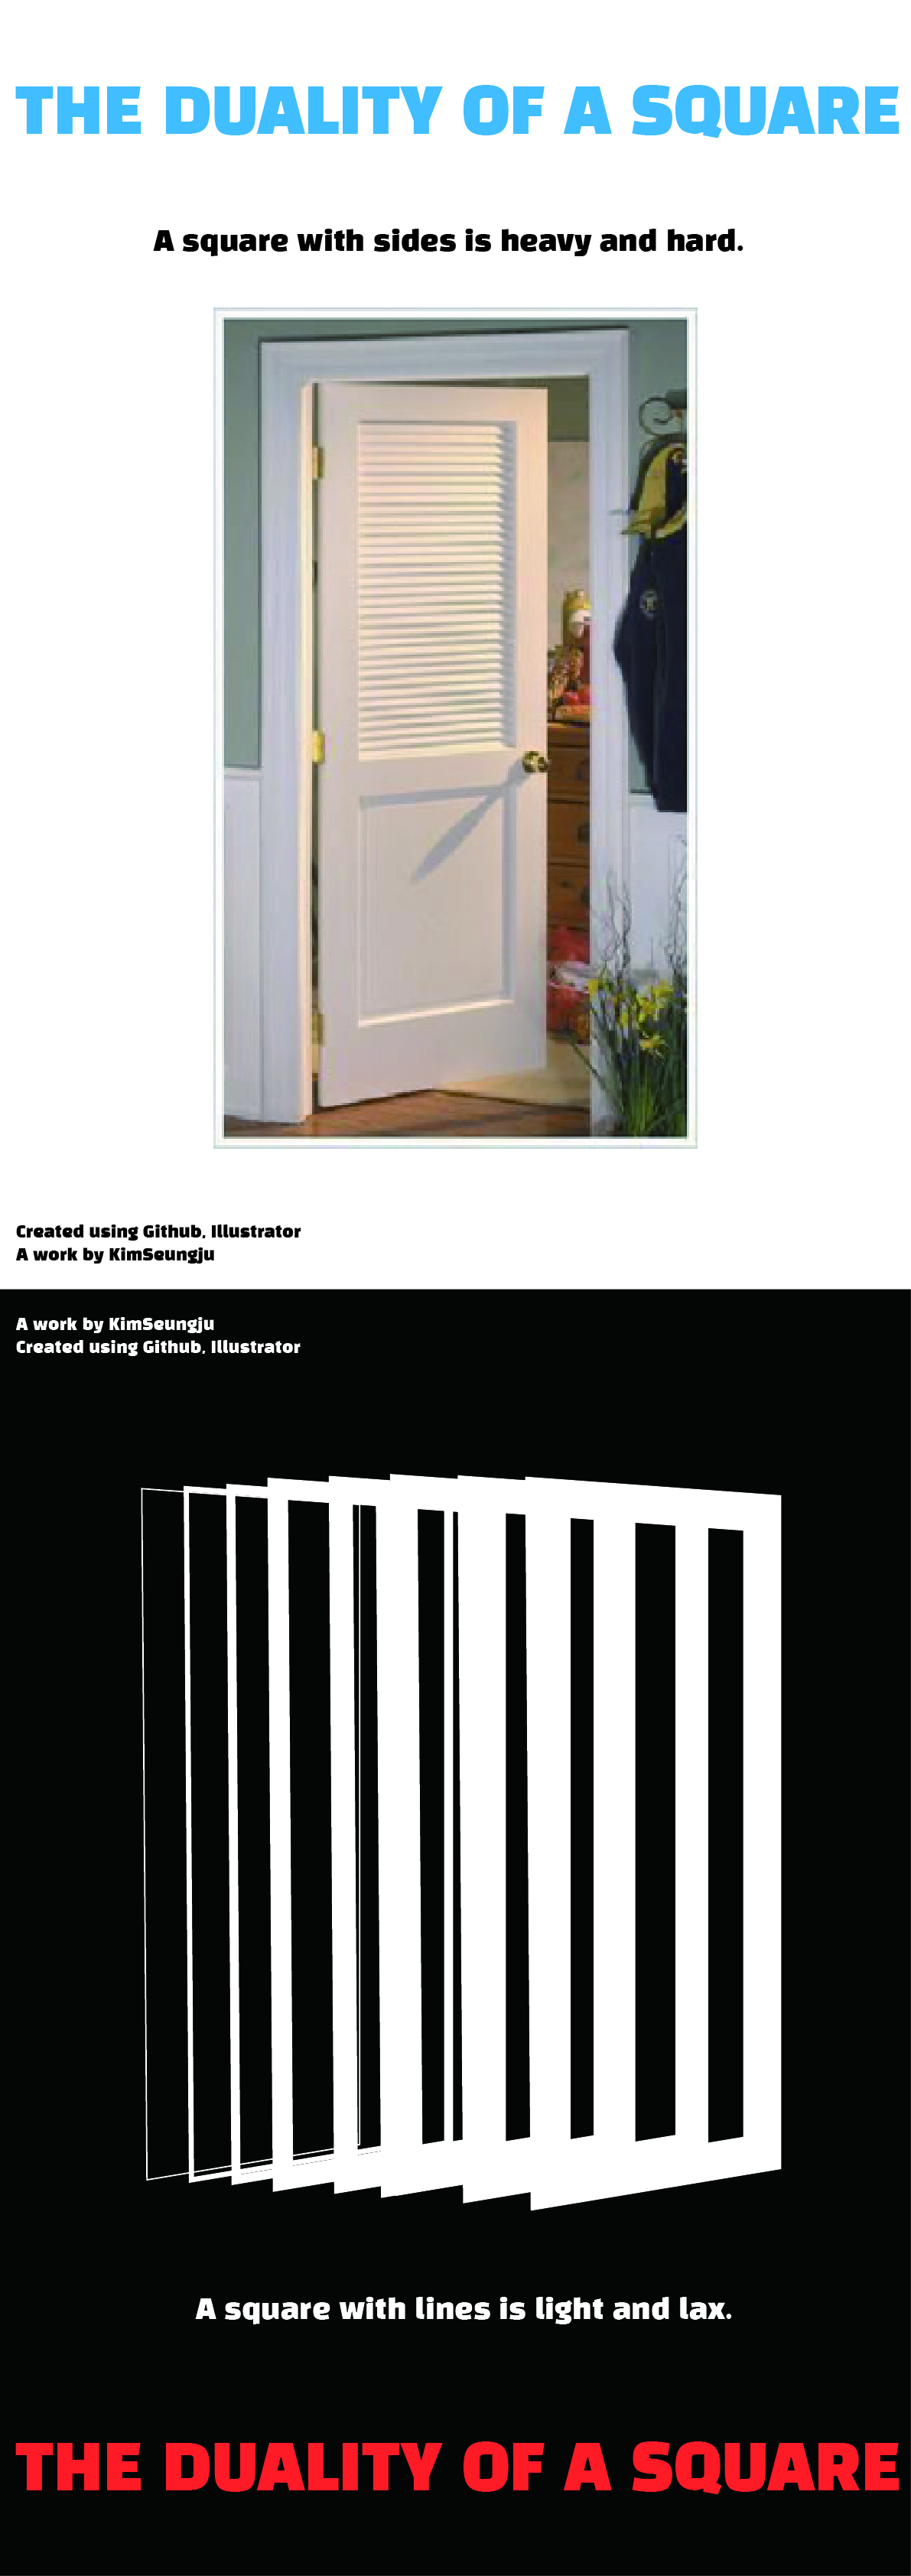 THE DUALITY OF A SQUARE
A square with sides is heavy and hard.
Created using Github, Illustrator
A work by KimSeungju
A work by KimSeungju
Created using Github, Illustrator
A square with lines is light and lax.
THE DUALITY OF A SQUARE